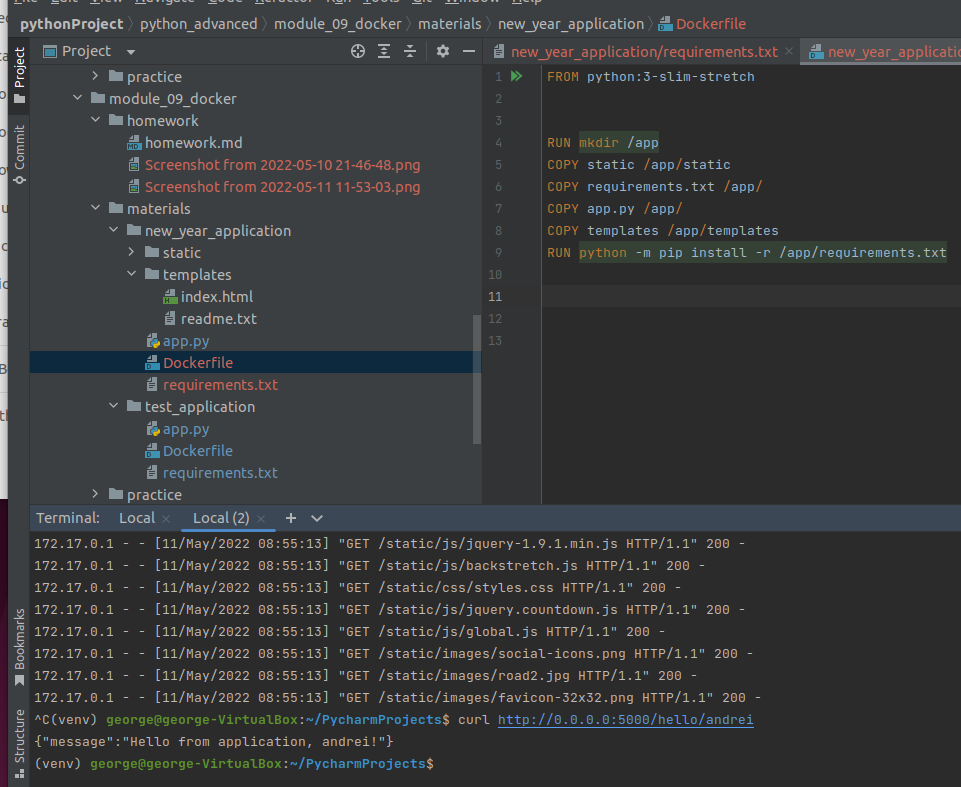 File Edit View Navigate Code Refactor Run Tools Git Window Help
pythonProject python_advanced module_09_docker materials new_year_application Dockerfile
Project
new_year_application/requirements.txt
new_year_applicatio
Project
Commit
Bookmarks
Structure
practice
module_09_docker
homework
homework.md
Screenshot from 2022-05-10 21-46-48.png
Screenshot from 2022-05-11 11-53-03.png
materials
new_year_application
static
templates
index.html
readme.txt
app.py
Dockerfile
requirements.txt
test_application
app.py
Dockerfile
requirements.txt
practice
1 FROM python:3-slim-stretch
2
3
4 RUN mkdir /app
5 COPY static /app/static
6 COPY requirements.txt /app/
7 COPY app.py /app/
8 COPY templates /app/templates
9 RUN python -m pip install -r /app/requirements.txt
10
11
12
13
Terminal: Local Local (2)
172.17.0.1 - - [11/May/2022 08:55:13] "GET /static/js/jquery-1.9.1.min.js HTTP/1.1" 200 -
172.17.0.1 - - [11/May/2022 08:55:13] "GET /static/js/backstretch.js HTTP/1.1" 200 -
172.17.0.1 - - [11/May/2022 08:55:13] "GET /static/css/styles.css HTTP/1.1" 200 -
172.17.0.1 - - [11/May/2022 08:55:13] "GET /static/js/jquery.countdown.js HTTP/1.1" 200 -
172.17.0.1 - - [11/May/2022 08:55:13] "GET /static/js/global.js HTTP/1.1" 200 -
172.17.0.1 - - [11/May/2022 08:55:13] "GET /static/images/social-icons.png HTTP/1.1" 200 -
172.17.0.1 - - [11/May/2022 08:55:13] "GET /static/images/road2.jpg HTTP/1.1" 200 -
172.17.0.1 - - [11/May/2022 08:55:13] "GET /static/images/favicon-32x32.png HTTP/1.1" 200 -
^C(venv) george@george-VirtualBox:~/PycharmProjects$ curl http://0.0.0.0:5000/hello/andrei
{"message":"Hello from application, andrei!"}
(venv) george@george-VirtualBox:~/PycharmProjects$